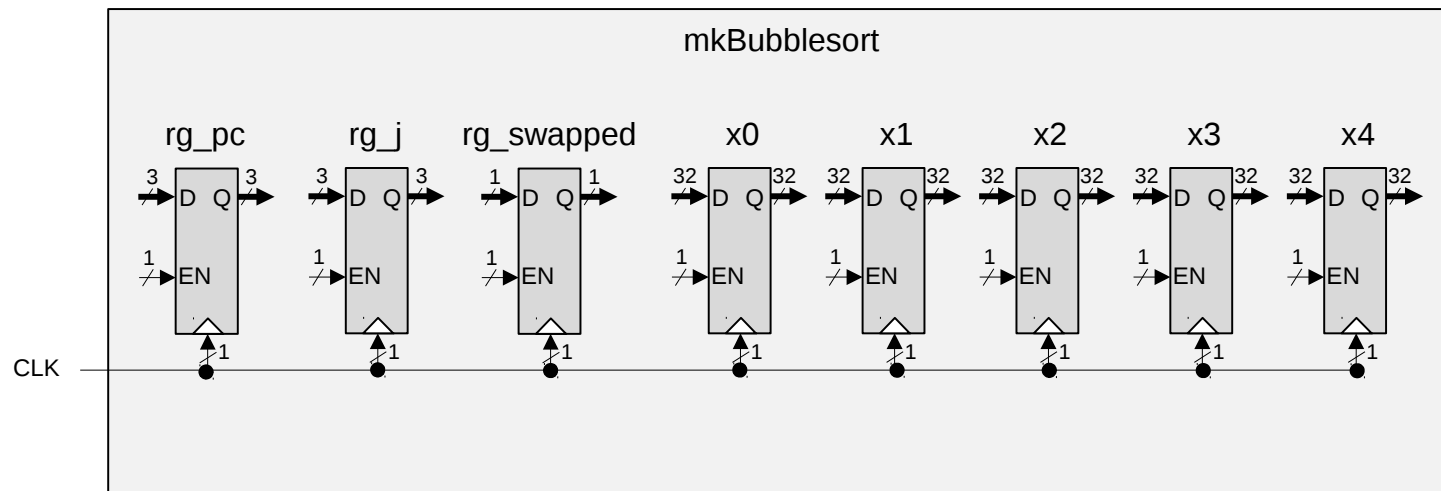 mkBubblesort
rg_pc rg_j rg_swapped x0 x1 x2 x3 x4
3 3 3 3 1 1 32 32 32 32 32 32 32 32 32 32
D Q D Q D Q D Q D Q D Q D Q D Q
1 1 1 1 1 1 1 1
EN EN EN EN EN EN EN EN
1 1 1 1 1 1 1 1
CLK